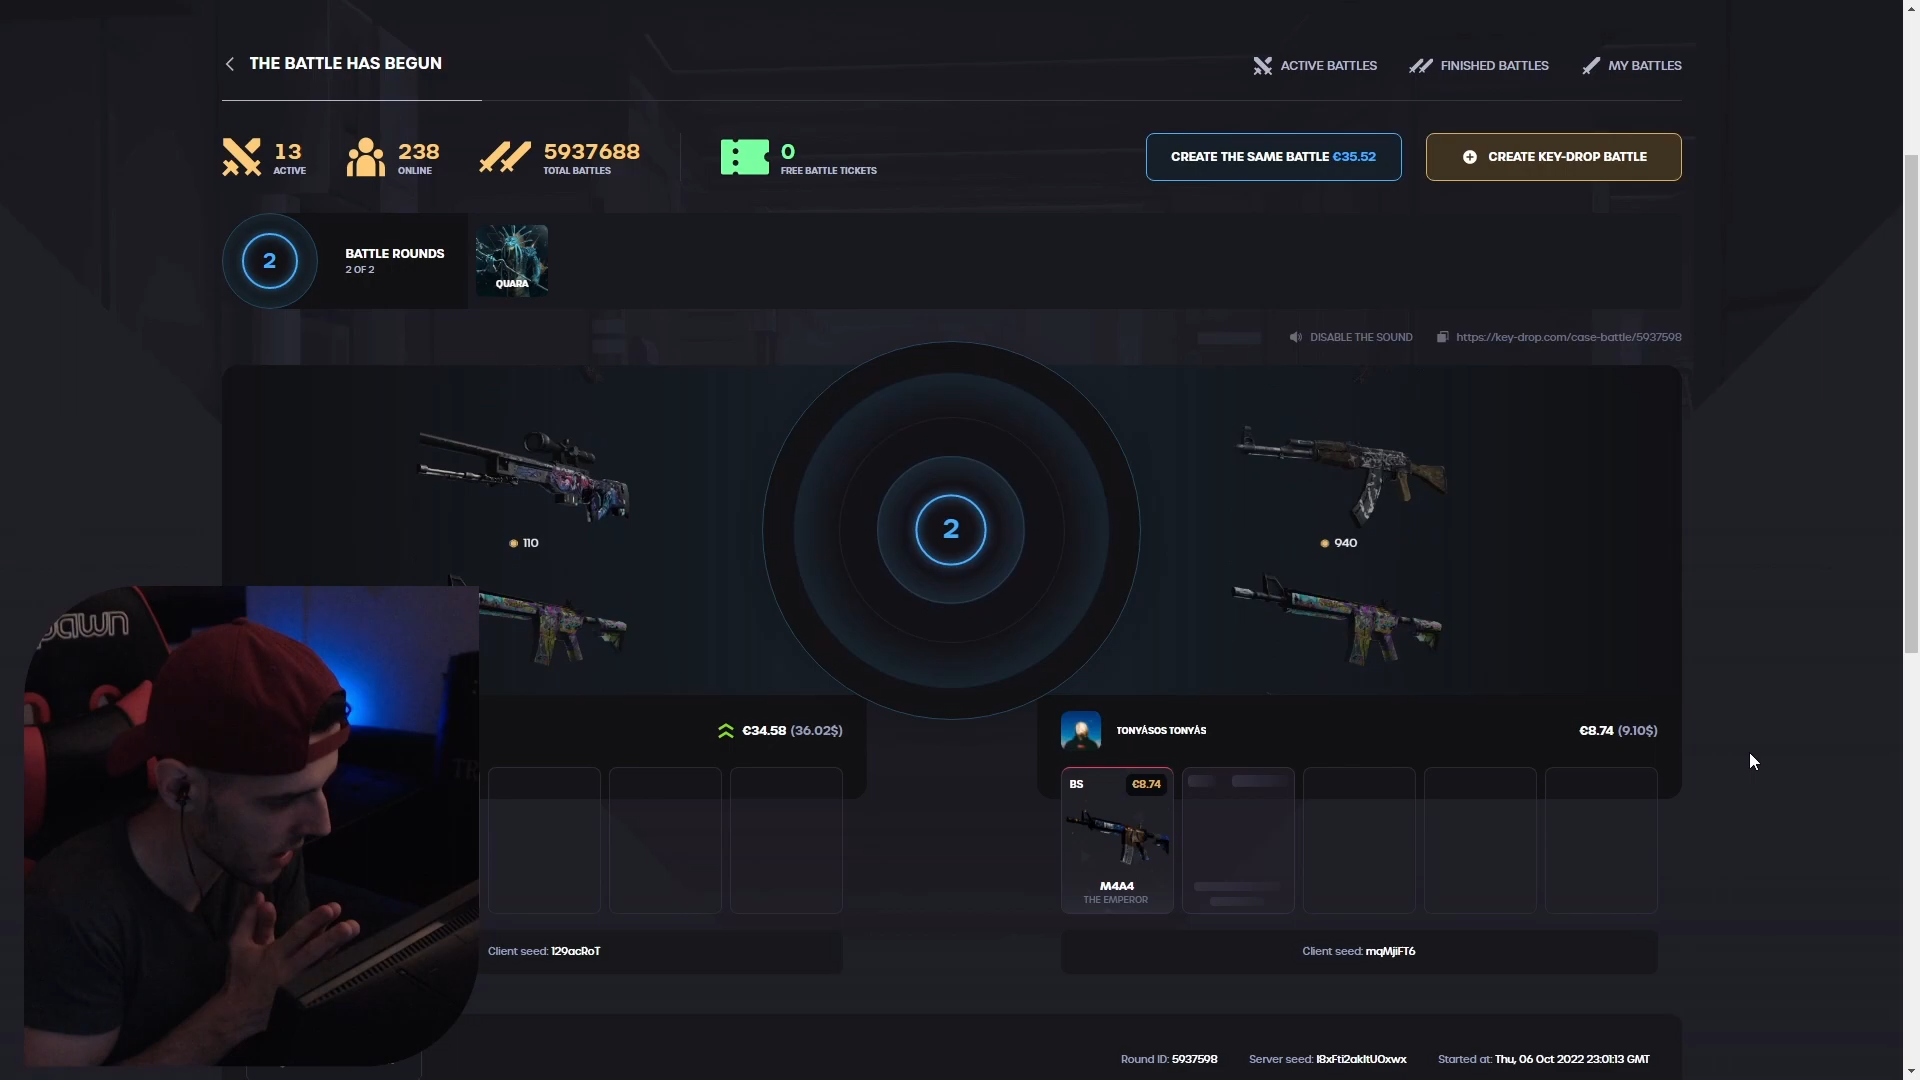 THE BATTLE HAS BEGUN
ACTIVE BATTLES
FINISHED BATTLES
MY BATTLES
13
ACTIVE
238
ONLINE
5937688
TOTAL BATTLES
0
FREE BATTLE TICKETS
CREATE THE SAME BATTLE €35.52
CREATE KEY-DROP BATTLE
2
BATTLE ROUNDS
2 OF 2
QUARA
DISABLE THE SOUND
https://key-drop.com/case-battle/5937598
2
110
940
€34.58 (36.02$)
TONYÁSOS TONYÁS
€8.74 (9.10$)
BS
€8.74
M4A4
THE EMPEROR
Client seed: 129acRoT
Client seed: mqMjiFT6
Round ID: 5937598
Started at: Thu, 06 Oct 2022 23:01:13 GMT